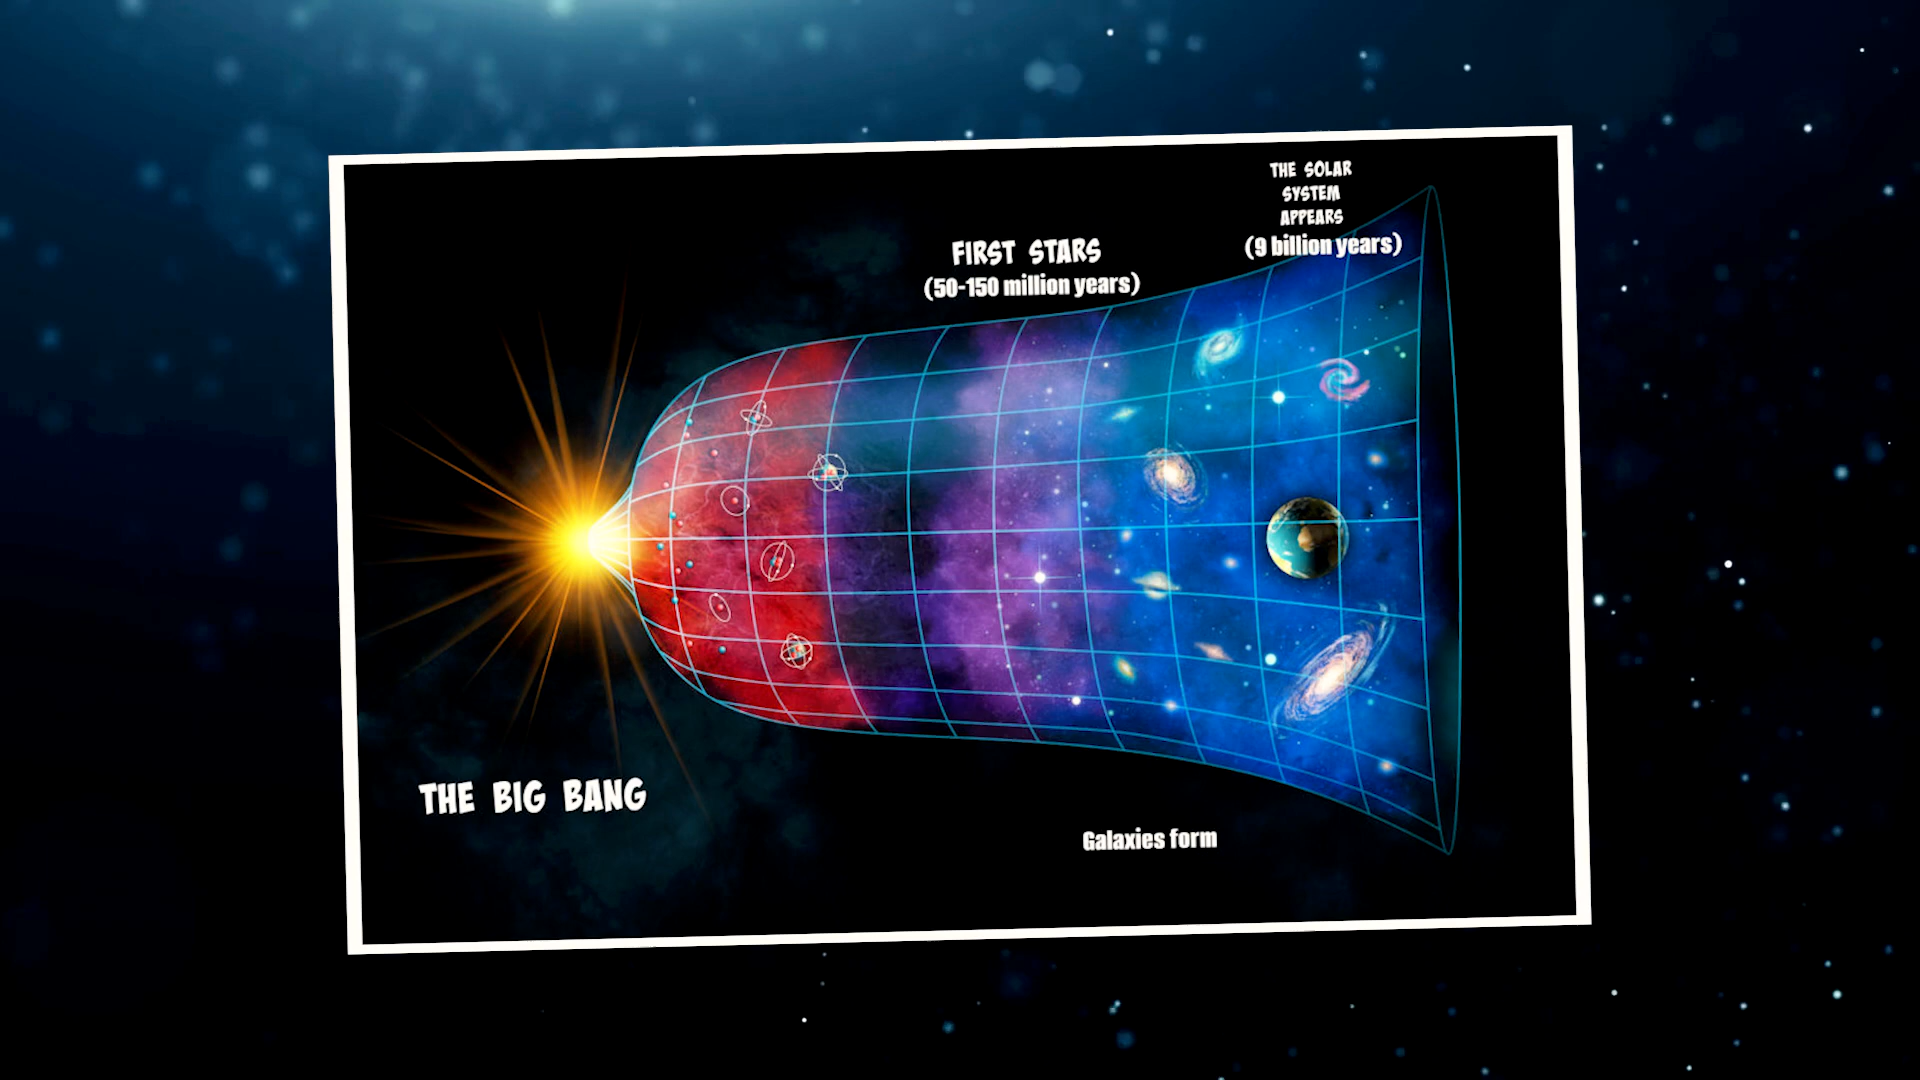 THE SOLAR
SYSTEM
APPEARS
(9 billion years)
FIRST STARS
(50-150 million years)
THE BIG BANG
Galaxies form